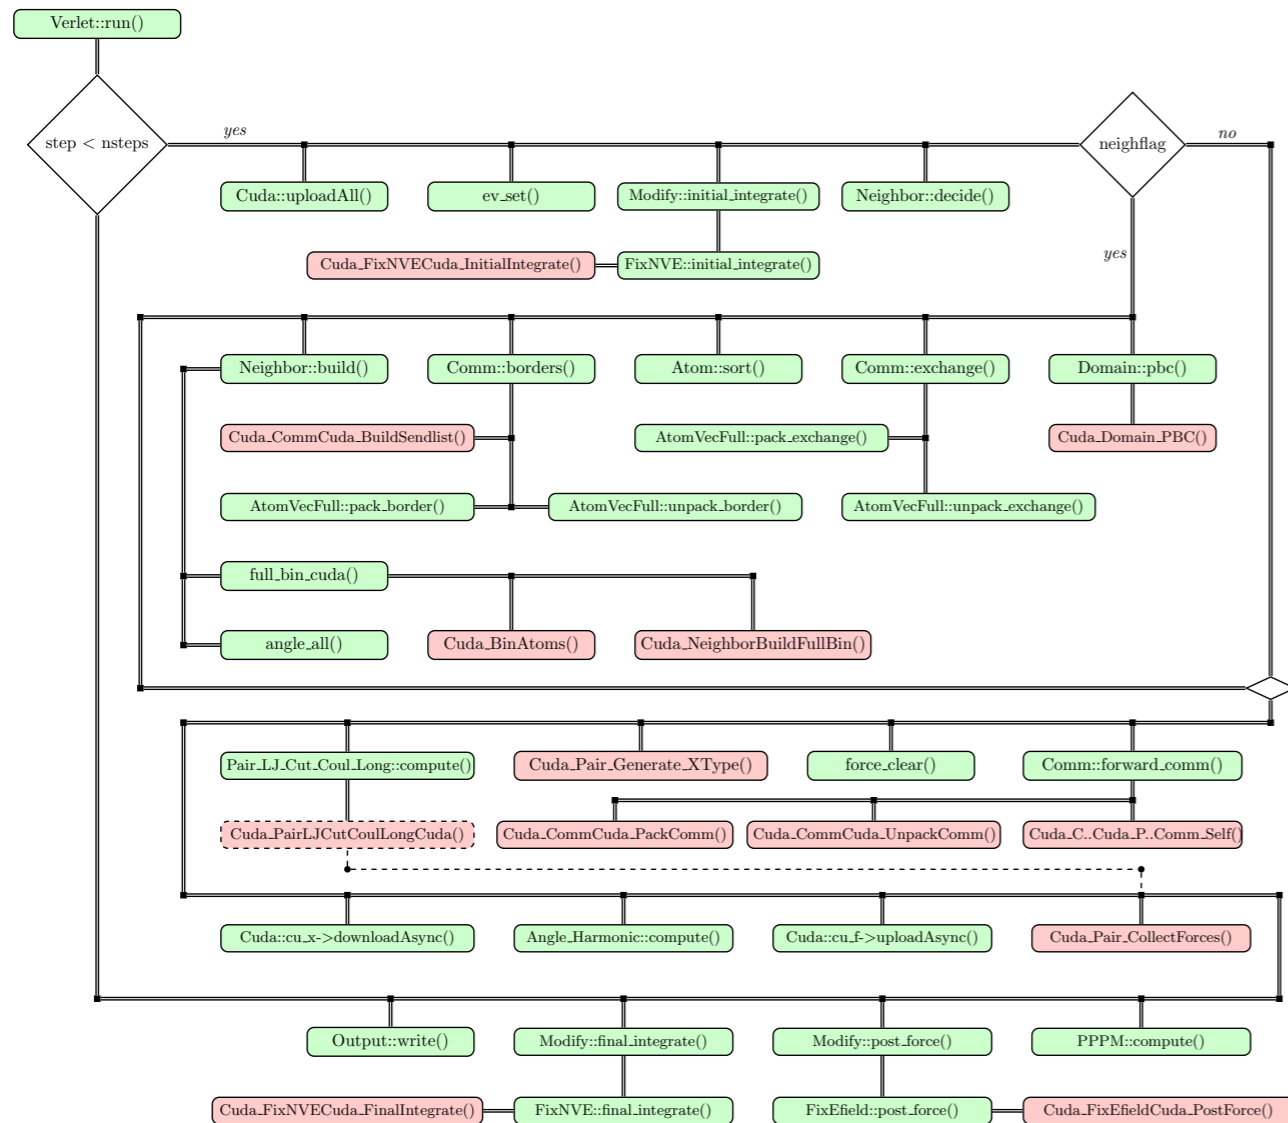 Verlet::run()
step < nsteps
yes
neighflag
no
Cuda::uploadAll()
ev_set()
Modify::initial_integrate()
Neighbor::decide()
yes
Cuda_FixNVECuda_InitialIntegrate()
FixNVE::initial_integrate()
Neighbor::build()
Comm::borders()
Atom::sort()
Comm::exchange()
Domain::pbc()
Cuda_CommCuda_BuildSendlist()
AtomVecFull::pack_exchange()
Cuda_Domain_PBC()
AtomVecFull::pack_border()
AtomVecFull::unpack_border()
AtomVecFull::unpack_exchange()
full_bin_cuda()
angle_all()
Cuda_BinAtoms()
Cuda_NeighborBuildFullBin()
Pair_LJ_Cut_Coul_Long::compute()
Cuda_Pair_Generate_XType()
force_clear()
Comm::forward_comm()
Cuda_PairLJCutCoulLongCuda()
Cuda_CommCuda_PackComm()
Cuda_CommCuda_UnpackComm()
Cuda_C..Cuda_P..Comm_Self()
Cuda::cu_x->downloadAsync()
Angle_Harmonic::compute()
Cuda::cu_f->uploadAsync()
Cuda_Pair_CollectForces()
Output::write()
Modify::final_integrate()
Modify::post_force()
PPPM::compute()
Cuda_FixNVECuda_FinalIntegrate()
FixNVE::final_integrate()
FixEfield::post_force()
Cuda_FixEfieldCuda_PostForce()